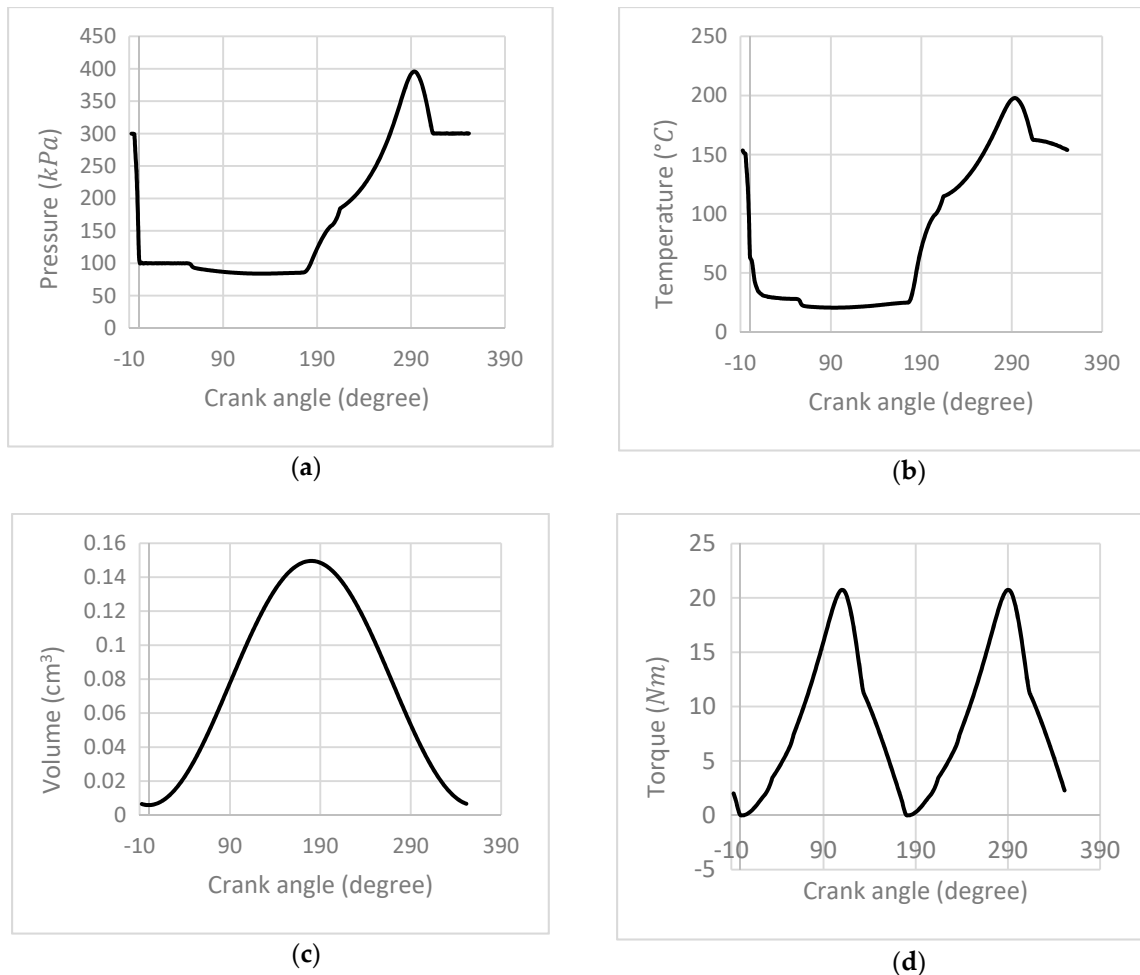 Pressure (kPa)
450
400
350
300
250
200
150
100
50
0
-10 90 190 290 390
Crank angle (degree)
(a)
Temperature (°C)
250
200
150
100
50
0
-10 90 190 290 390
Crank angle (degree)
(b)
Volume (cm³)
0.16
0.14
0.12
0.1
0.08
0.06
0.04
0.02
0
-10 90 190 290 390
Crank angle (degree)
(c)
Torque (Nm)
25
20
15
10
5
0
-5
-10 90 190 290 390
Crank angle (degree)
(d)